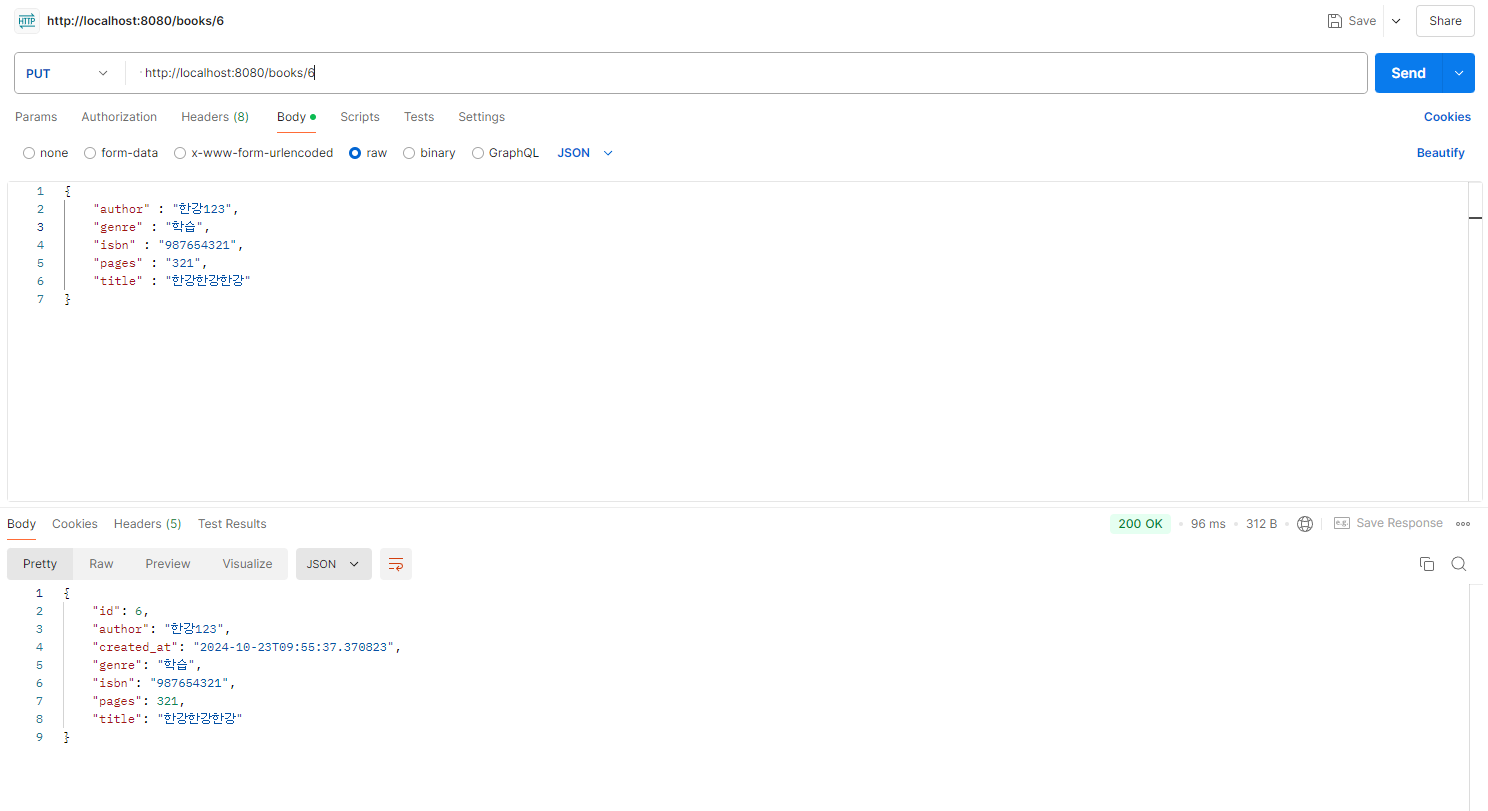 HTTP http://localhost:8080/books/6 Save Share
PUT http://localhost:8080/books/6 Send
Params Authorization Headers (8) Body Scripts Tests Settings Cookies
none form-data x-www-form-urlencoded raw binary GraphQL JSON Beautify
1 {
2 "author" : "한강123",
3 "genre" : "학습",
4 "isbn" : "987654321",
5 "pages" : "321",
6 "title" : "한강한강한강"
7 }
Body Cookies Headers (5) Test Results 200 OK • 96 ms • 312 B • e.g. Save Response
Pretty Raw Preview Visualize JSON
1 {
2 "id": 6,
3 "author": "한강123",
4 "created_at": "2024-10-23T09:55:37.370823",
5 "genre": "학습",
6 "isbn": "987654321",
7 "pages": 321,
8 "title": "한강한강한강"
9 }